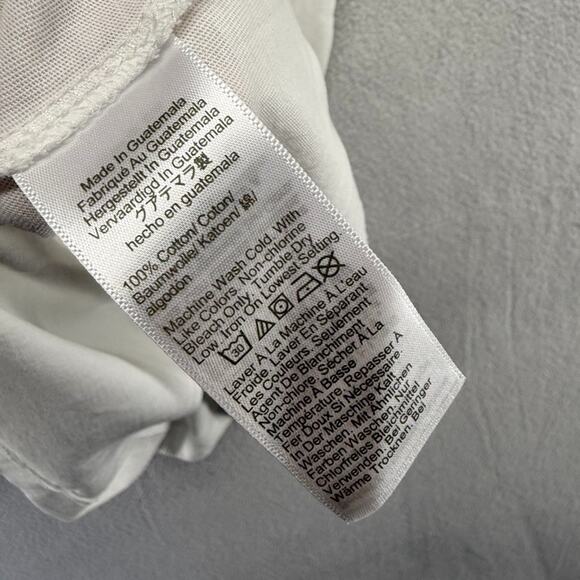 Made In Guatemala
Fabriqué Au Guatemala
Hergestellt In Guatemala
Vervaardigd In Guatemala
グアテマラ製
hecho en guatemala
100% Cotton/ Coton/
Baumwolle/ Katoen/ 綿/
algodon
Machine Wash Cold, With
Like Colors. Non-chlorine
Bleach Only. Tumble Dry
Low Iron On Lowest Setting
30
Laver À La Machine À L'eau
Froide, Laver En Séparant
Les Couleurs. Seulement
Agent De Blanchiment
Non-chlorine. Sécher À La
Machine À Basse
Température. Repasser À
Fer Doux Si Nécessaire.
In Der Maschine Kalt
Waschen, Mit Ähnlichen
Farben Waschen. Nur
Chlorfreies Bleichmittel
Verwenden. Bei Geringer
Wärme Trocknen. Bei